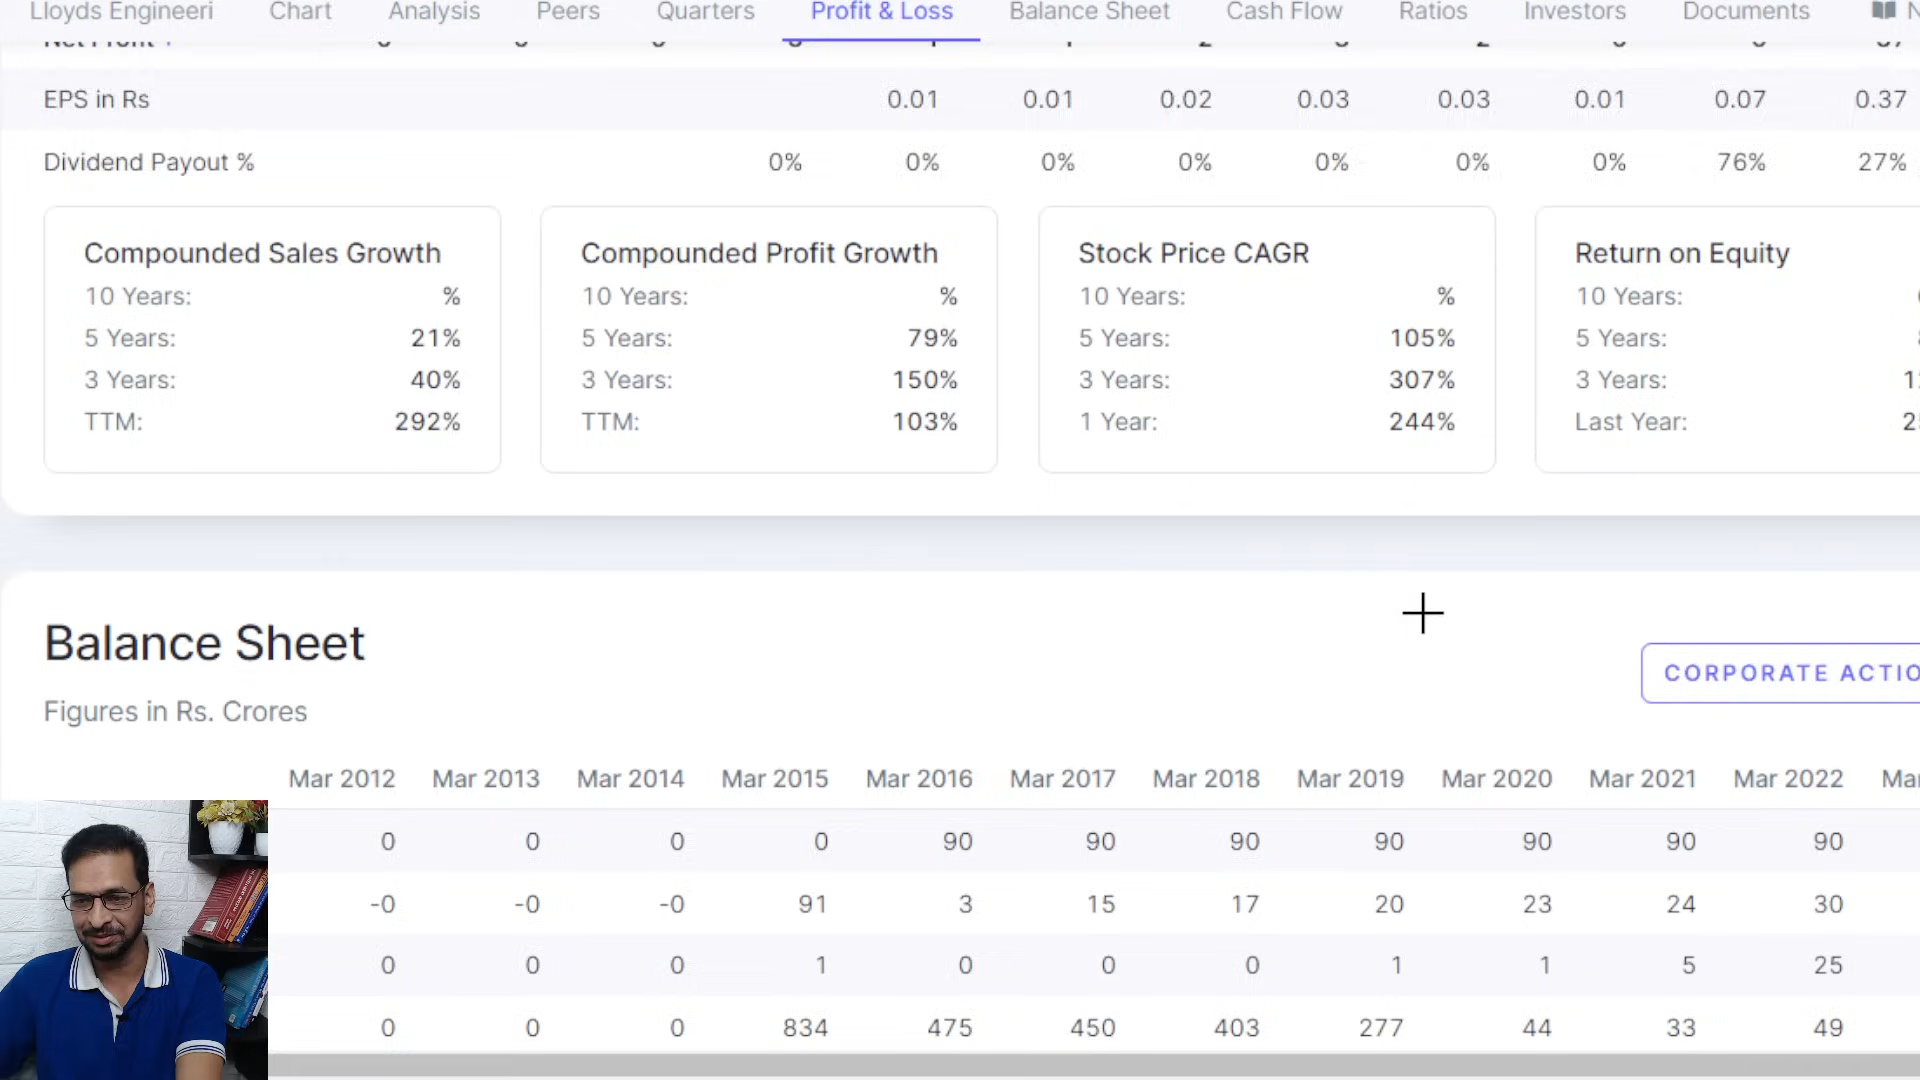 Lloyds Engineeri Chart Analysis Peers Quarters Profit & Loss Balance Sheet Cash Flow Ratios Investors Documents
EPS in Rs 0.01 0.01 0.02 0.03 0.03 0.01 0.07 0.37
Dividend Payout % 0% 0% 0% 0% 0% 0% 0% 76% 27%
Compounded Sales Growth
10 Years: %
5 Years: 21%
3 Years: 40%
TTM: 292%
Compounded Profit Growth
10 Years: %
5 Years: 79%
3 Years: 150%
TTM: 103%
Stock Price CAGR
10 Years: %
5 Years: 105%
3 Years: 307%
1 Year: 244%
Return on Equity
10 Years:
5 Years:
3 Years:
Last Year:
Balance Sheet
CORPORATE ACTIO
Figures in Rs. Crores
Mar 2012 Mar 2013 Mar 2014 Mar 2015 Mar 2016 Mar 2017 Mar 2018 Mar 2019 Mar 2020 Mar 2021 Mar 2022 Mar
0 0 0 0 90 90 90 90 90 90 90
-0 -0 -0 91 3 15 17 20 23 24 30
0 0 0 1 0 0 0 1 1 5 25
0 0 0 834 475 450 403 277 44 33 49